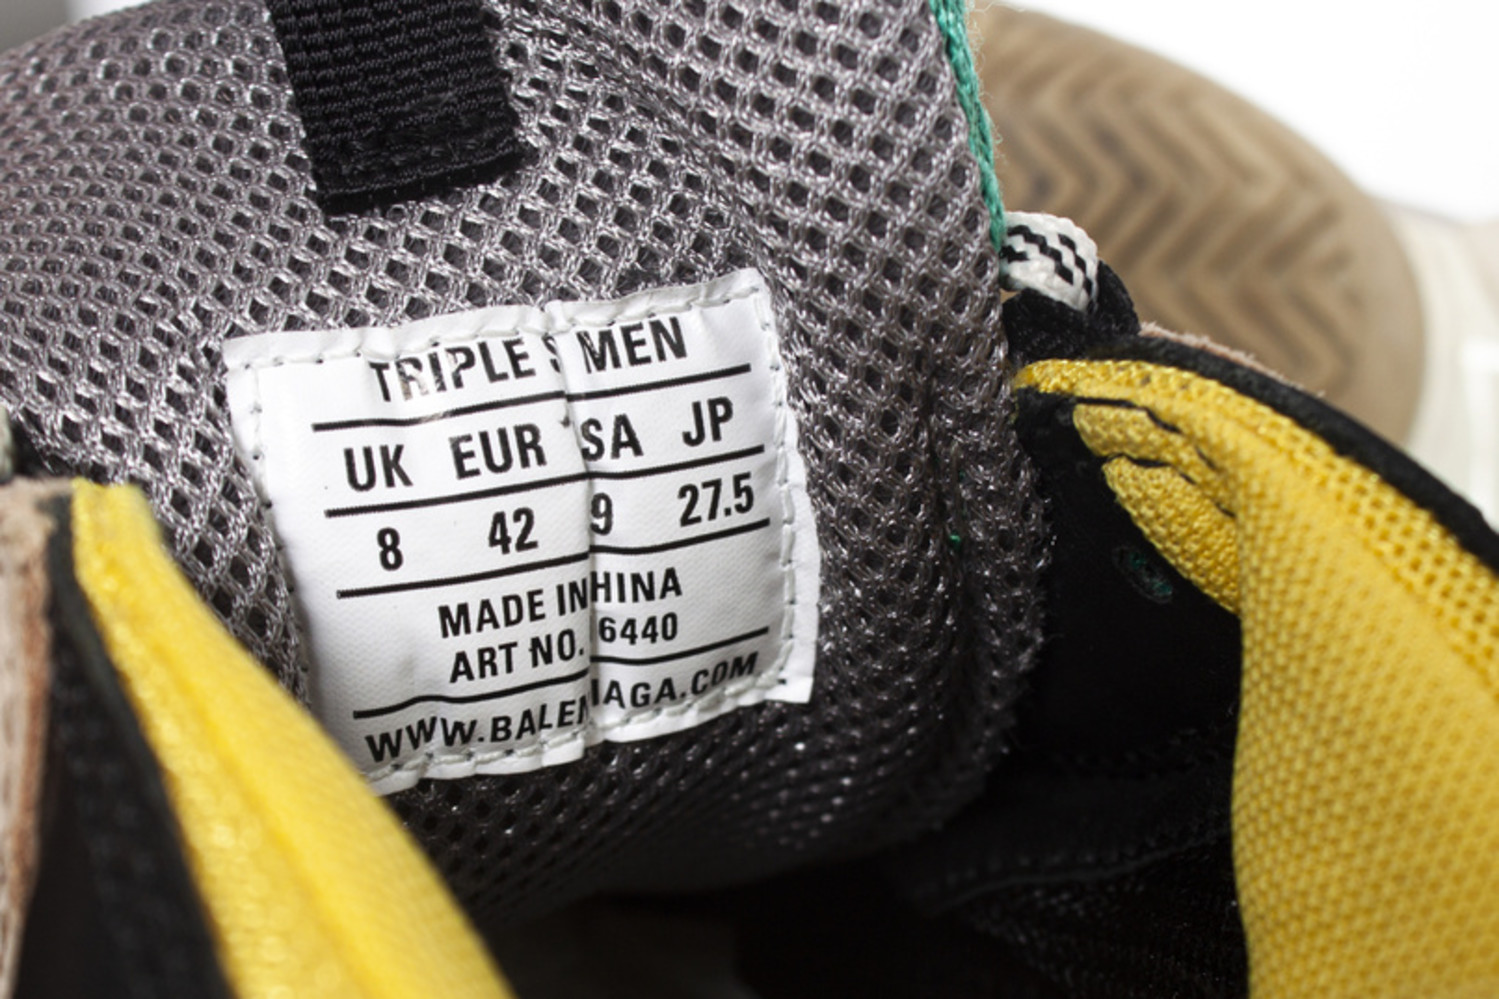 TRIPLE S MEN
UK EUR SA JP
8 42 9 27.5
MADE IN HINA
ART NO. 6440
WWW.BALEN IAGA.COM